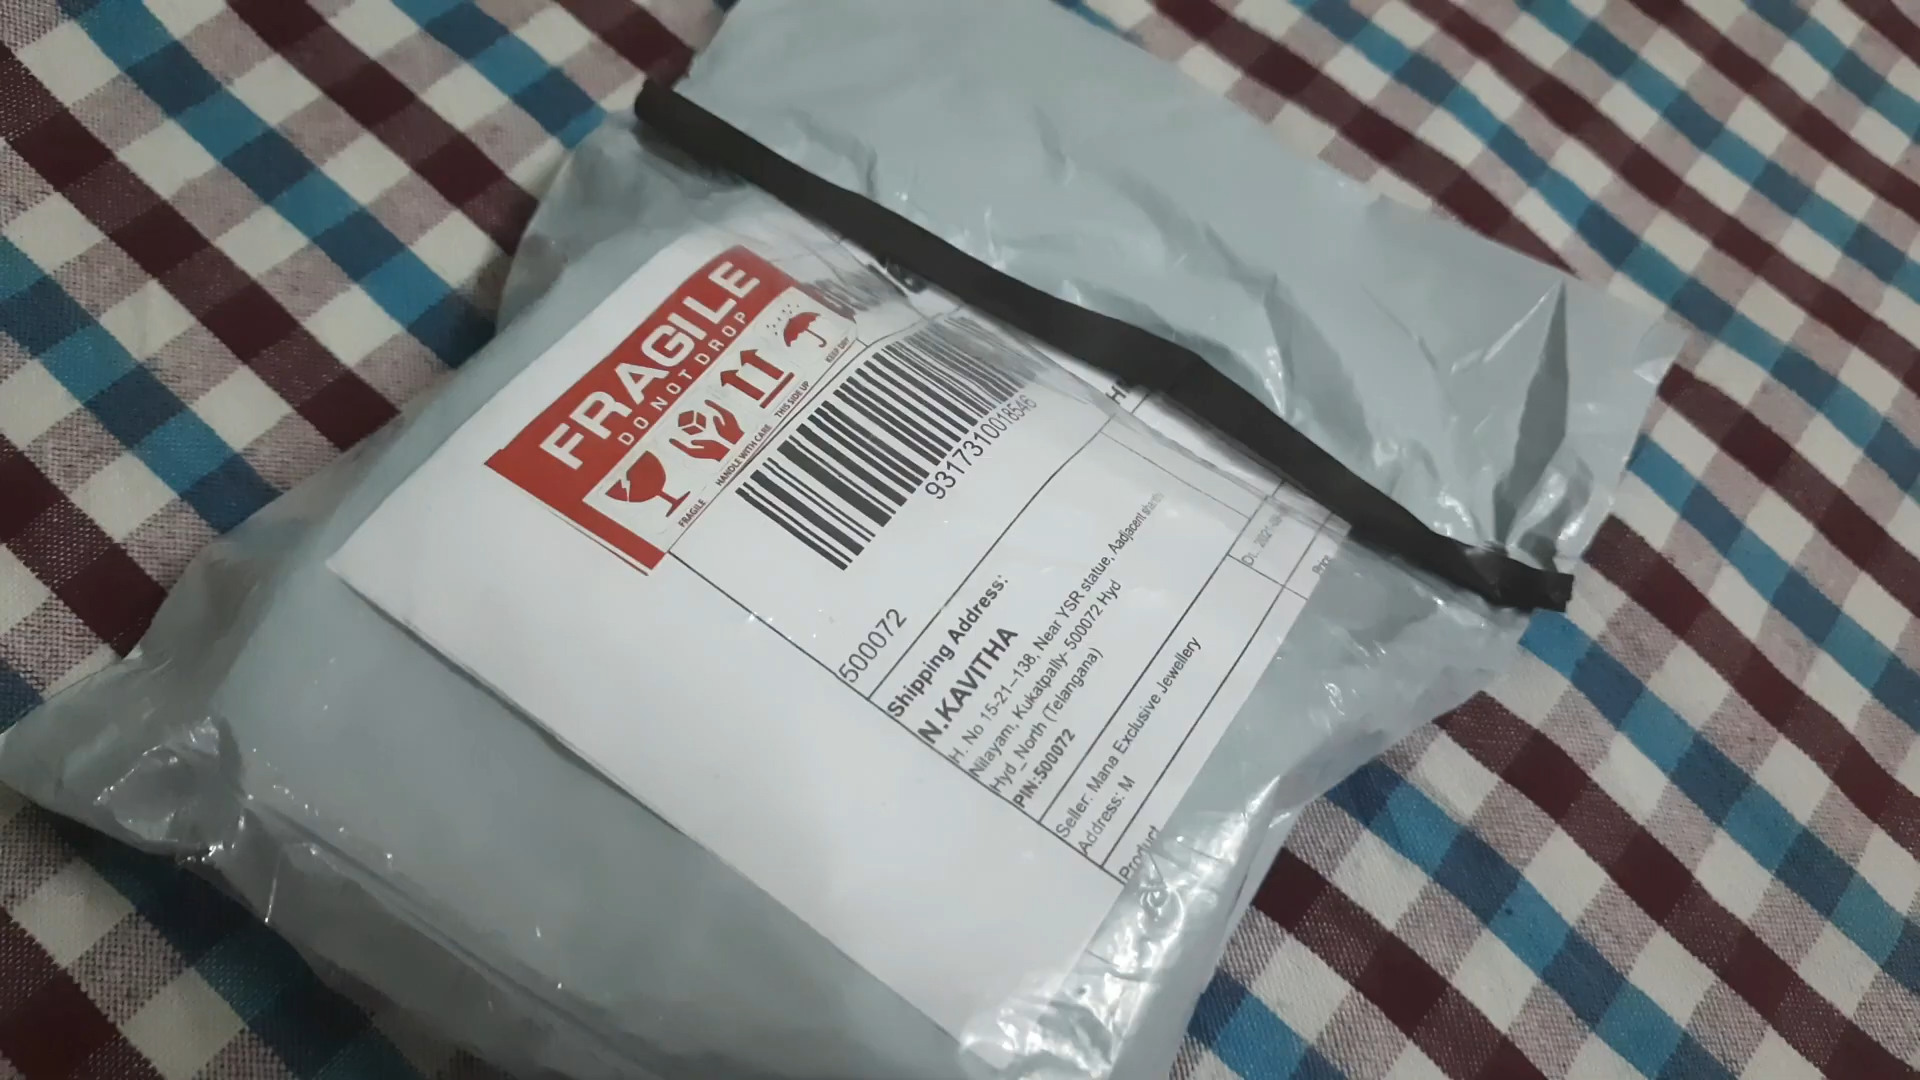 FRAGILE
DO NOT DROP
FRAGILE
HANDLE WITH CARE
THIS SIDE UP
KEEP DRY
9317310018546
500072
Shipping Address:
N.KAVITHA
H. No 15-21-138, Near YSR statue, Aadjacent
Nilayam, Kukatpally- 500072 Hyd
Hyd_North (Telangana)
PIN:500072
Seller: Mana Exclusive Jewellery
Address: M
Product